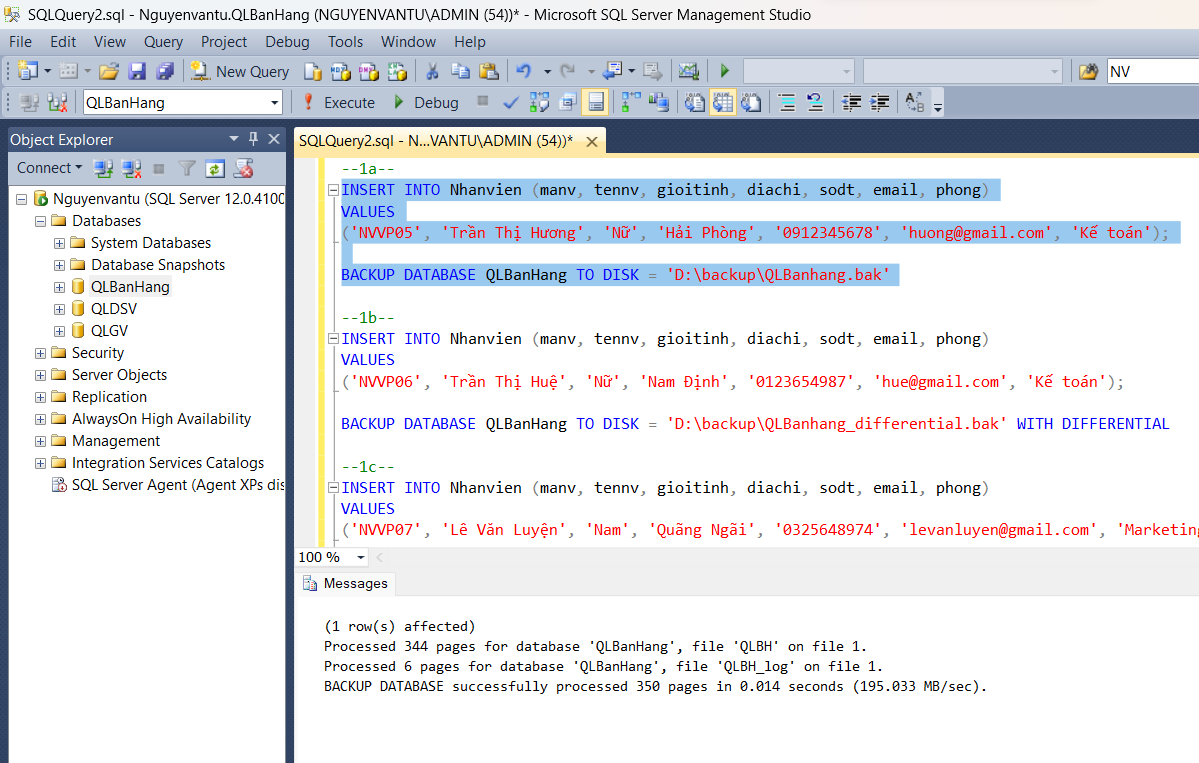 SQLQuery2.sql - Nguyenvantu.QLBanHang (NGUYENVANTU\ADMIN (54))* - Microsoft SQL Server Management Studio
File Edit View Query Project Debug Tools Window Help
New Query NV
QLBanHang Execute Debug
Object Explorer
Connect
Nguyenvantu (SQL Server 12.0.4100
Databases
System Databases
Database Snapshots
QLBanHang
QLDSV
QLGV
Security
Server Objects
Replication
AlwaysOn High Availability
Management
Integration Services Catalogs
SQL Server Agent (Agent XPs dis
SQLQuery2.sql - N...VANTU\ADMIN (54))*
--1a--
INSERT INTO Nhanvien (manv, tennv, gioitinh, diachi, sodt, email, phong)
VALUES
('NVVP05', 'Trần Thị Hương', 'Nữ', 'Hải Phòng', '0912345678', 'huong@gmail.com', 'Kế toán');
BACKUP DATABASE QLBanHang TO DISK = 'D:\backup\QLBanhang.bak'
--1b--
INSERT INTO Nhanvien (manv, tennv, gioitinh, diachi, sodt, email, phong)
VALUES
('NVVP06', 'Trần Thị Huệ', 'Nữ', 'Nam Định', '0123654987', 'hue@gmail.com', 'Kế toán');
BACKUP DATABASE QLBanHang TO DISK = 'D:\backup\QLBanhang_differential.bak' WITH DIFFERENTIAL
--1c--
INSERT INTO Nhanvien (manv, tennv, gioitinh, diachi, sodt, email, phong)
VALUES
('NVVP07', 'Lê Văn Luyện', 'Nam', 'Quãng Ngãi', '0325648974', 'levanluyen@gmail.com', 'Marketing
100 %
Messages
(1 row(s) affected)
Processed 344 pages for database 'QLBanHang', file 'QLBH' on file 1.
Processed 6 pages for database 'QLBanHang', file 'QLBH_log' on file 1.
BACKUP DATABASE successfully processed 350 pages in 0.014 seconds (195.033 MB/sec).